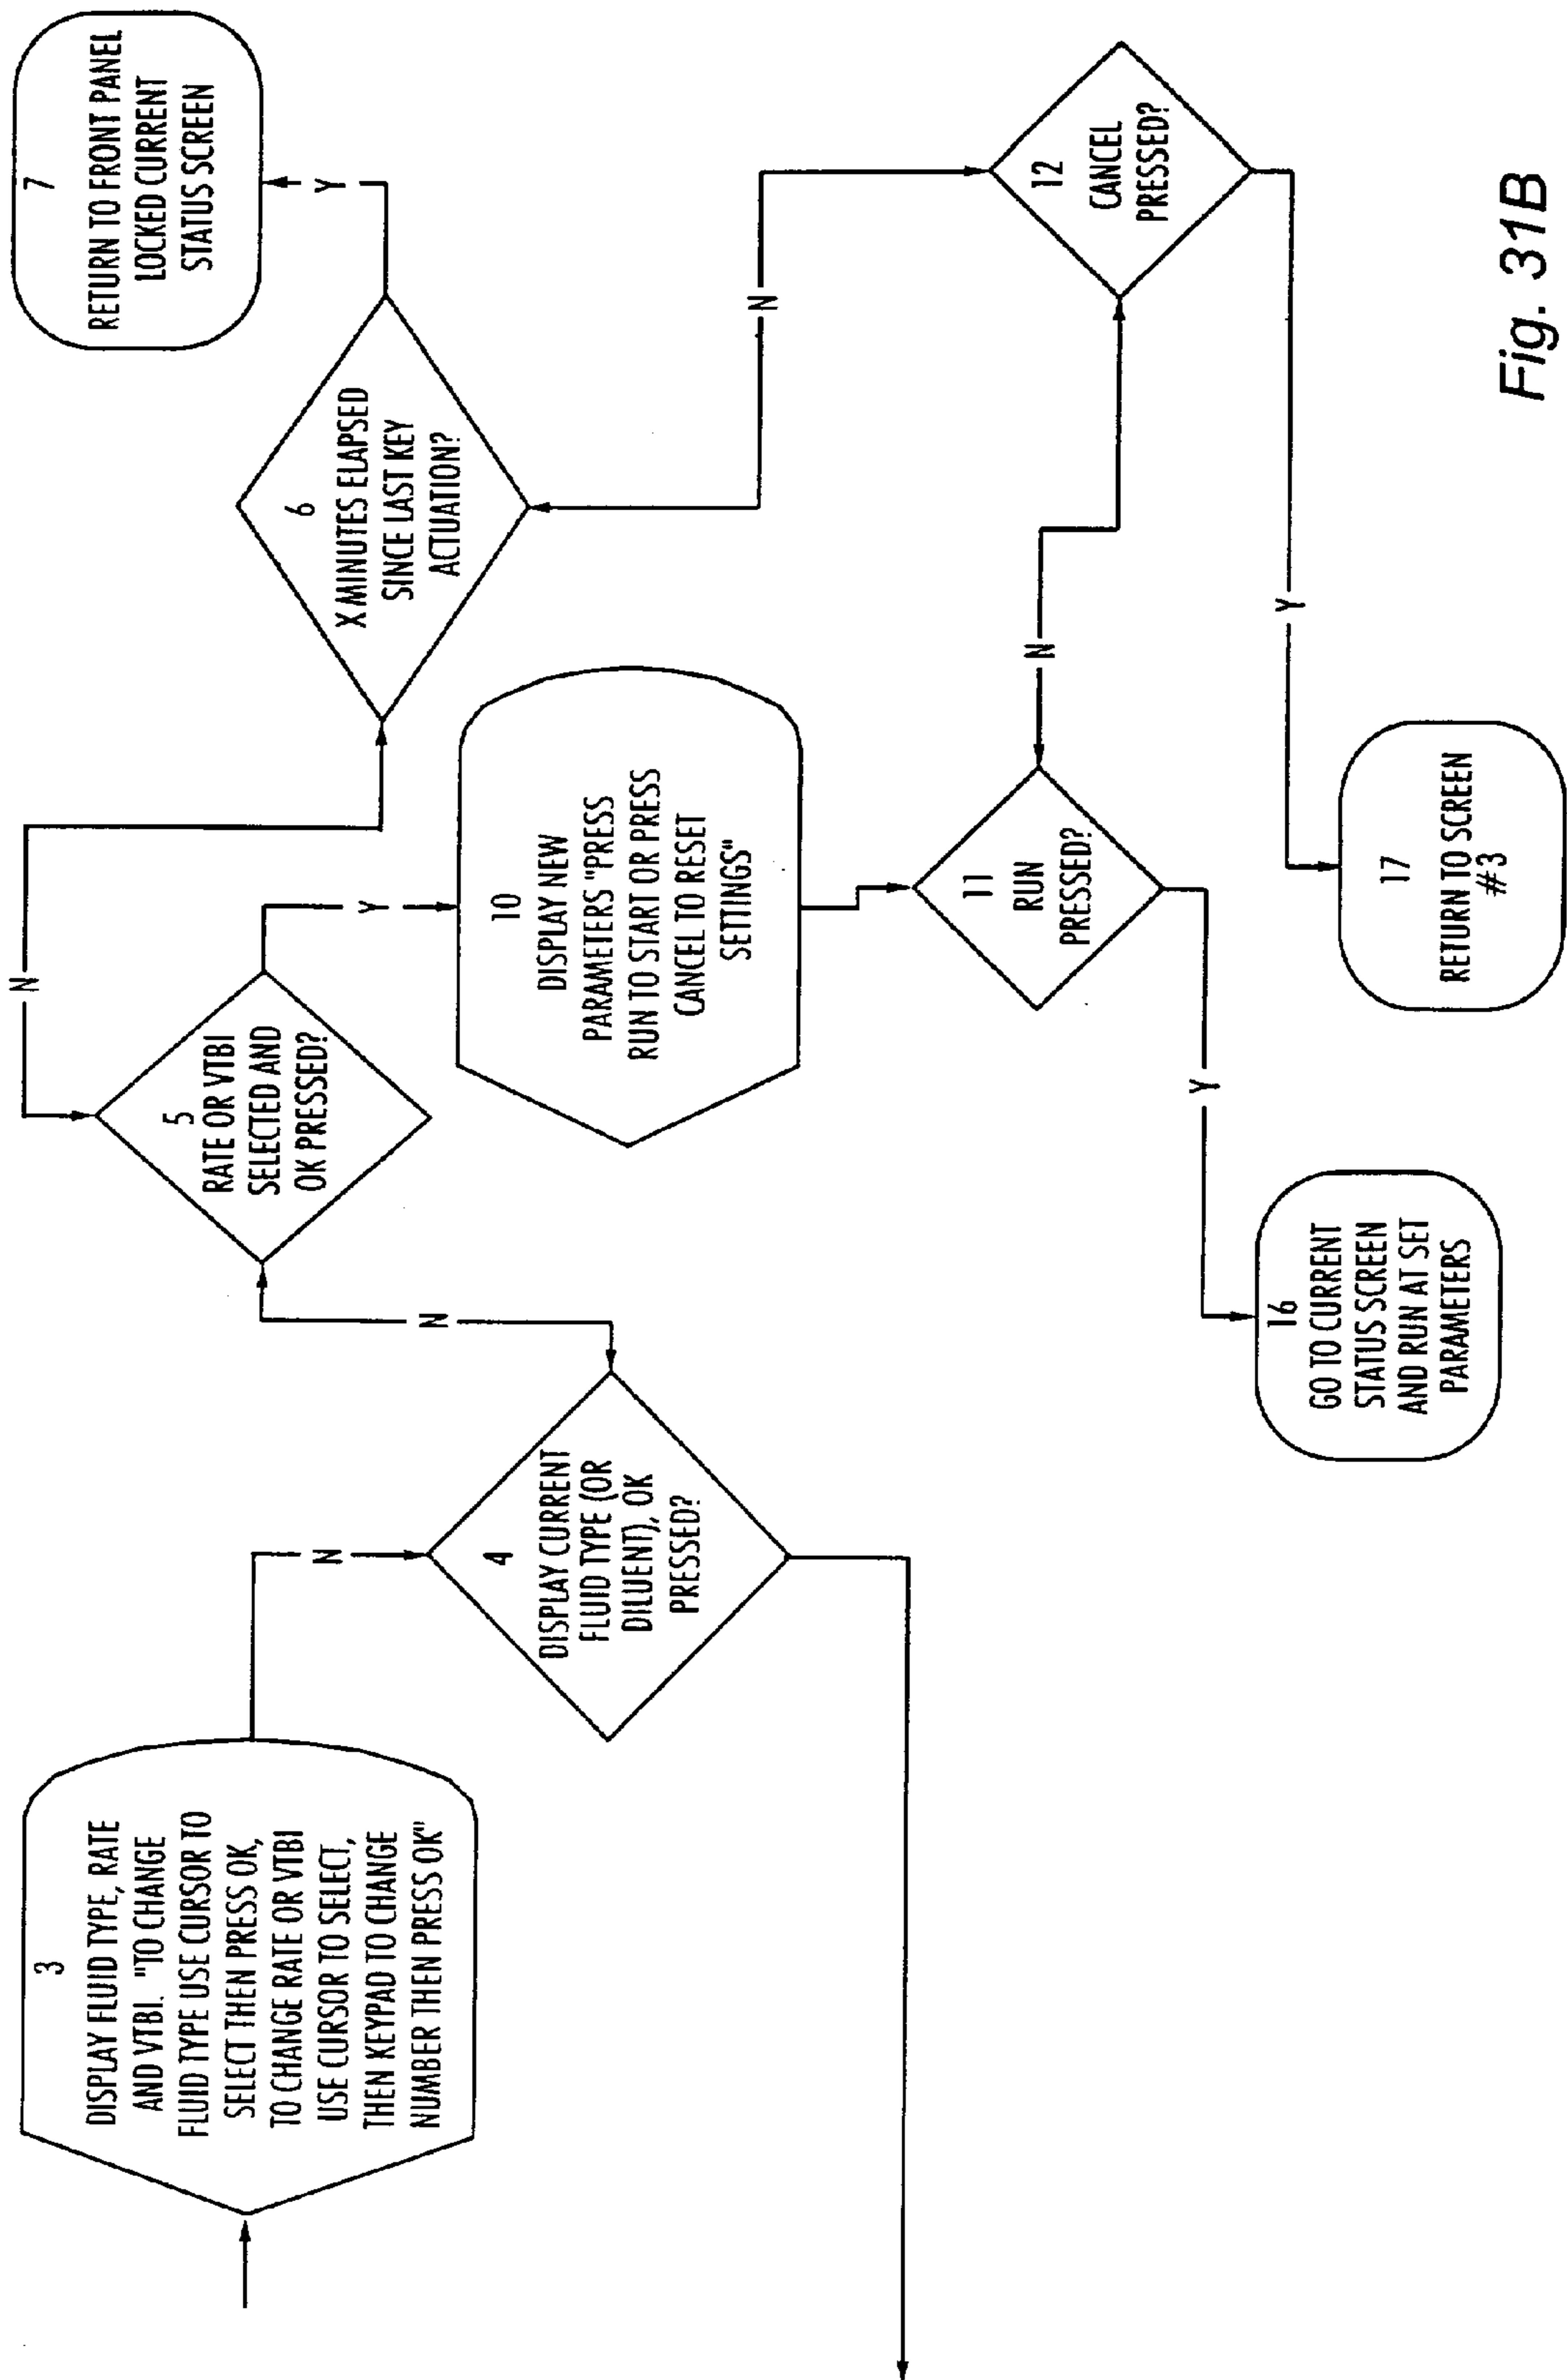 3
DISPLAY FLUID TYPE, RATE
AND VTBI. "TO CHANGE
FLUID TYPE USE CURSOR TO
SELECT THEN PRESS OK,
TO CHANGE RATE OR VTBI
USE CURSOR TO SELECT,
THEN KEYPAD TO CHANGE
NUMBER THEN PRESS OK"
N
4
DISPLAY CURRENT
FLUID TYPE (OR
DILUENT), OK
PRESSED?
N
5
RATE OR VTBI
SELECTED AND
OK PRESSED?
N
Y
6
X MINUTES ELAPSED
SINCE LAST KEY
ACTUATION?
Y
7
RETURN TO FRONT PANEL
LOCKED CURRENT
STATUS SCREEN
N
10
DISPLAY NEW
PARAMETERS "PRESS
RUN TO START OR PRESS
CANCEL TO RESET
SETTINGS"
11
RUN
PRESSED?
N
12
CANCEL
PRESSED?
Y
Y
16
GO TO CURRENT
STATUS SCREEN
AND RUN AT SET
PARAMETERS
17
RETURN TO SCREEN
#3
Fig. 31B